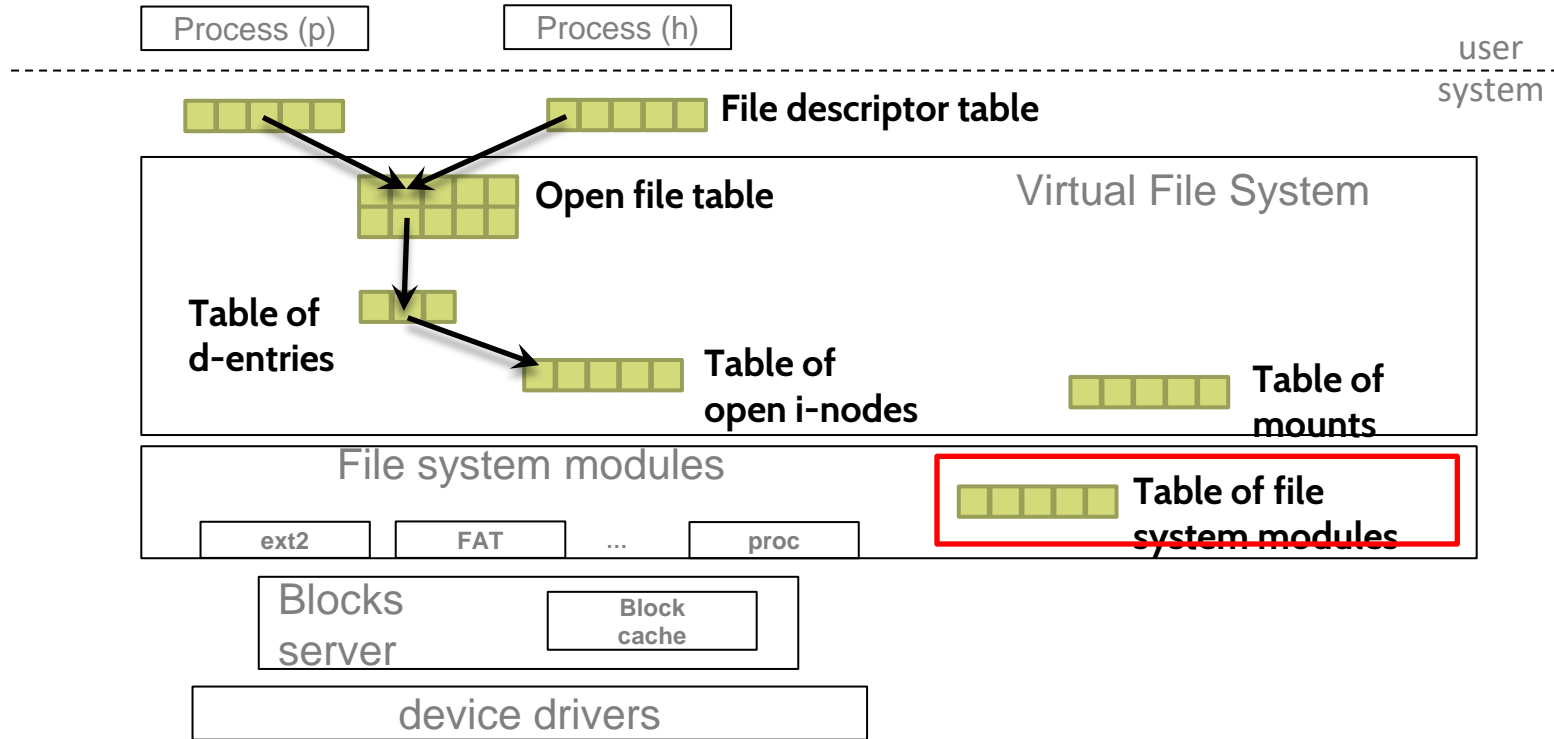 Process (p)
Process (h)
user
system
File descriptor table
Open file table
Virtual File System
Table of
d-entries
Table of
open i-nodes
Table of
mounts
File system modules
Table of file
system modules
ext2
FAT
...
proc
Blocks
server
Block
cache
device drivers